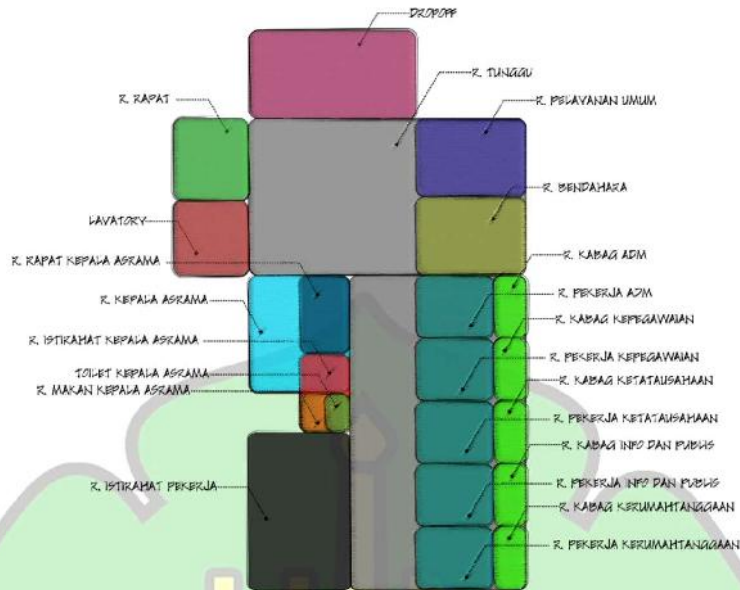 DROPOFF
R. TUNGGU
R. RAPAT
R. PELAYANAN UMUM
R. BENDAHARA
LAVATORY
R. KABAG ADM
R. RAPAT KEPALA ASRAMA
R. PEKERJA ADM
R. KEPALA ASRAMA
R. KABAG KEPEGAWAIAN
R. ISTIRAHAT KEPALA ASRAMA
R. PEKERJA KEPEGAWAIAN
TOILET KEPALA ASRAMA
R. KABAG KETATAUSAHAAN
R. MAKAN KEPALA ASRAMA
R. PEKERJA KETATAUSAHAAN
R. KABAG INFO DAN PUBLIS
R. ISTIRAHAT PEKERJA
R. PEKERJA INFO DAN PUBLIS
R. KABAG KERUMAHTANGGAAN
R. PEKERJA KERUMAHTANGGAAN